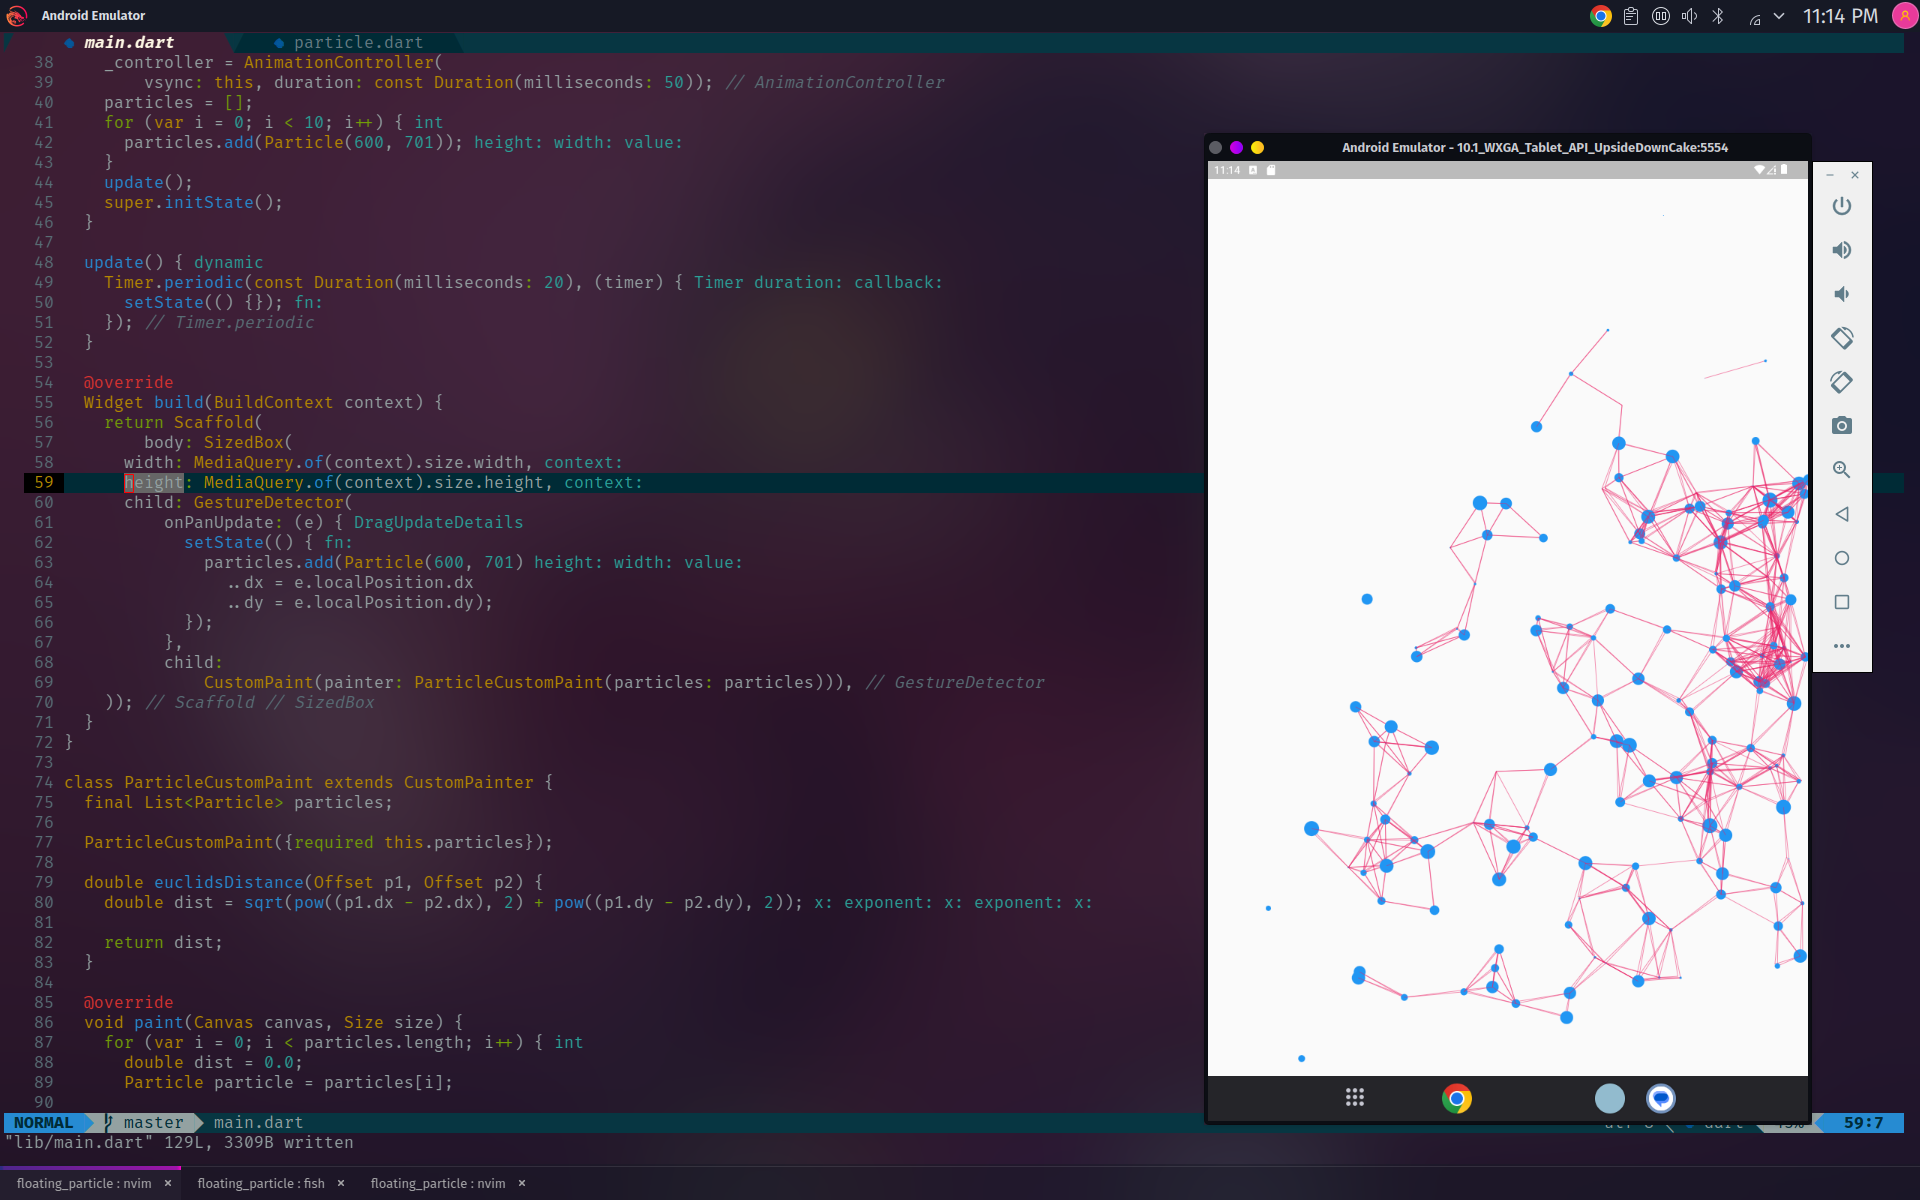 Android Emulator
11:14 PM
main.dart
particle.dart
38 _controller = AnimationController(
39 vsync: this, duration: const Duration(milliseconds: 50)); // AnimationController
40 particles = [];
41 for (var i = 0; i < 10; i++) { int
42 particles.add(Particle(600, 701)); height: width: value:
43 }
44 update();
45 super.initState();
46 }
47
48 update() { dynamic
49 Timer.periodic(const Duration(milliseconds: 20), (timer) { Timer duration: callback:
50 setState(() {}); fn:
51 }); // Timer.periodic
52 }
53
54 @override
55 Widget build(BuildContext context) {
56 return Scaffold(
57 body: SizedBox(
58 width: MediaQuery.of(context).size.width, context:
59 height: MediaQuery.of(context).size.height, context:
60 child: GestureDetector(
61 onPanUpdate: (e) { DragUpdateDetails
62 setState(() { fn:
63 particles.add(Particle(600, 701) height: width: value:
64 ..dx = e.localPosition.dx
65 ..dy = e.localPosition.dy);
66 });
67 },
68 child:
69 CustomPaint(painter: ParticleCustomPaint(particles: particles))), // GestureDetector
70 )); // Scaffold // SizedBox
71 }
72 }
73
74 class ParticleCustomPaint extends CustomPainter {
75 final List<Particle> particles;
76
77 ParticleCustomPaint({required this.particles});
78
79 double euclidsDistance(Offset p1, Offset p2) {
80 double dist = sqrt(pow((p1.dx - p2.dx), 2) + pow((p1.dy - p2.dy), 2)); x: exponent: x: exponent: x:
81
82 return dist;
83 }
84
85 @override
86 void paint(Canvas canvas, Size size) {
87 for (var i = 0; i < particles.length; i++) { int
88 double dist = 0.0;
89 Particle particle = particles[i];
90
NORMAL master main.dart
59:7
"lib/main.dart" 129L, 3309B written
floating_particle : nvim ×
floating_particle : fish ×
floating_particle : nvim ×
Android Emulator - 10.1_WXGA_Tablet_API_UpsideDownCake:5554
11:14